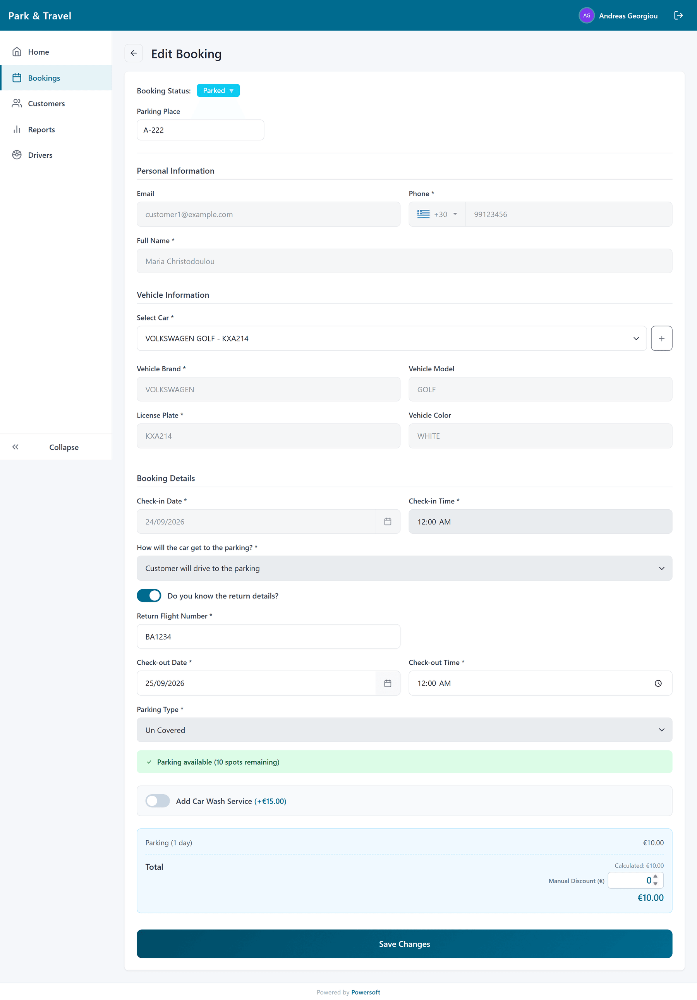 Park & Travel
AG
Andreas Georgiou
Home
Bookings
Customers
Reports
Drivers
Collapse
Edit Booking
Booking Status: Parked ▼
Parking Place
A-222
Personal Information
Email
Phone *
customer1@example.com
+30
99123456
Full Name *
Maria Christodoulou
Vehicle Information
Select Car *
VOLKSWAGEN GOLF - KXA214
+
Vehicle Brand *
Vehicle Model
VOLKSWAGEN
GOLF
License Plate *
Vehicle Color
KXA214
WHITE
Booking Details
Check-in Date *
Check-in Time *
24/09/2026
12:00 AM
How will the car get to the parking? *
Customer will drive to the parking
Do you know the return details?
Return Flight Number *
BA1234
Check-out Date *
Check-out Time *
25/09/2026
12:00 AM
Parking Type *
Un Covered
Parking available (10 spots remaining)
Add Car Wash Service (+€15.00)
Parking (1 day)
€10.00
Total
Calculated: €10.00
Manual Discount (€)
0
€10.00
Save Changes
Powered by Powersoft